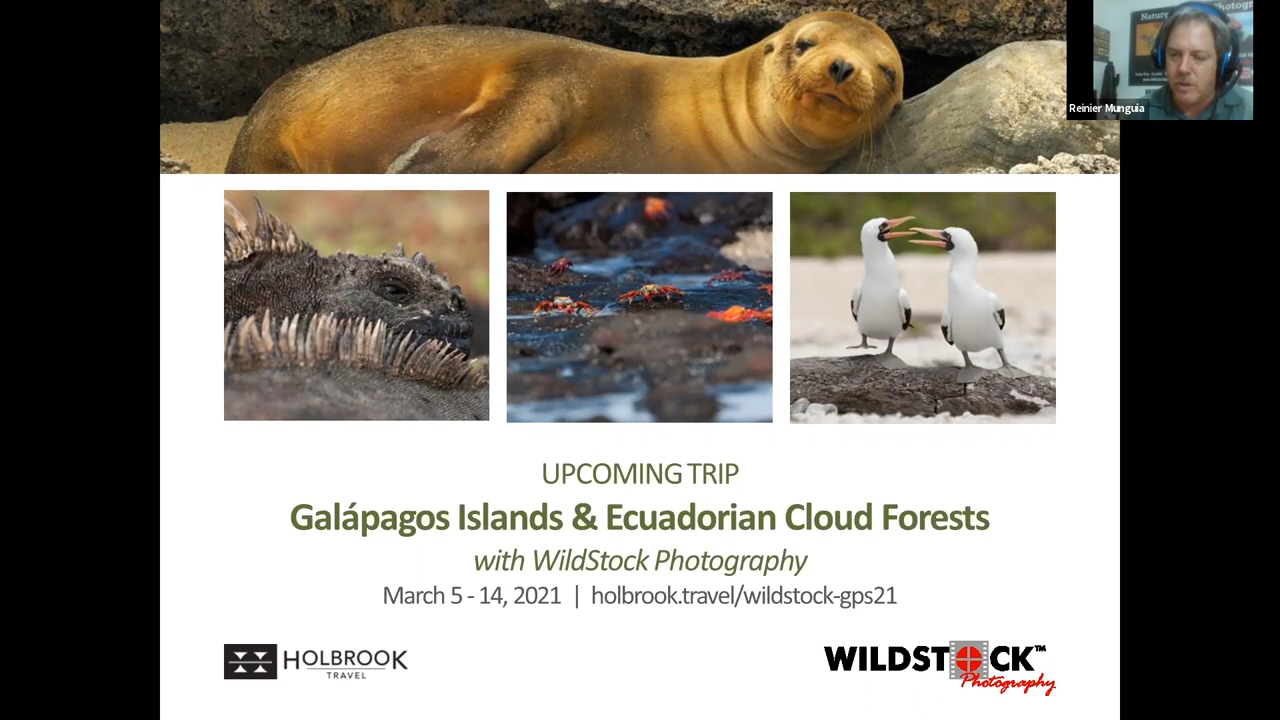 Reinier Munguia
UPCOMING TRIP
Galápagos Islands & Ecuadorian Cloud Forests
with WildStock Photography
March 5 - 14, 2021 | holbrook.travel/wildstock-gps21
HOLBROOK
TRAVEL
WILDSTOCK™
Photography